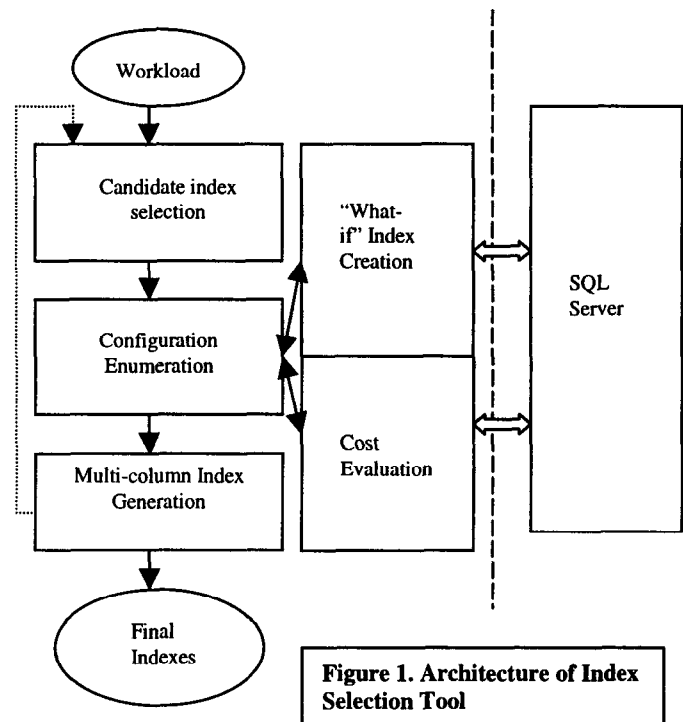 Workload
Candidate index
selection
"What-
if" Index
Creation
SQL
Server
Configuration
Enumeration
Cost
Evaluation
Multi-column Index
Generation
Final
Indexes
Figure 1. Architecture of Index
Selection Tool